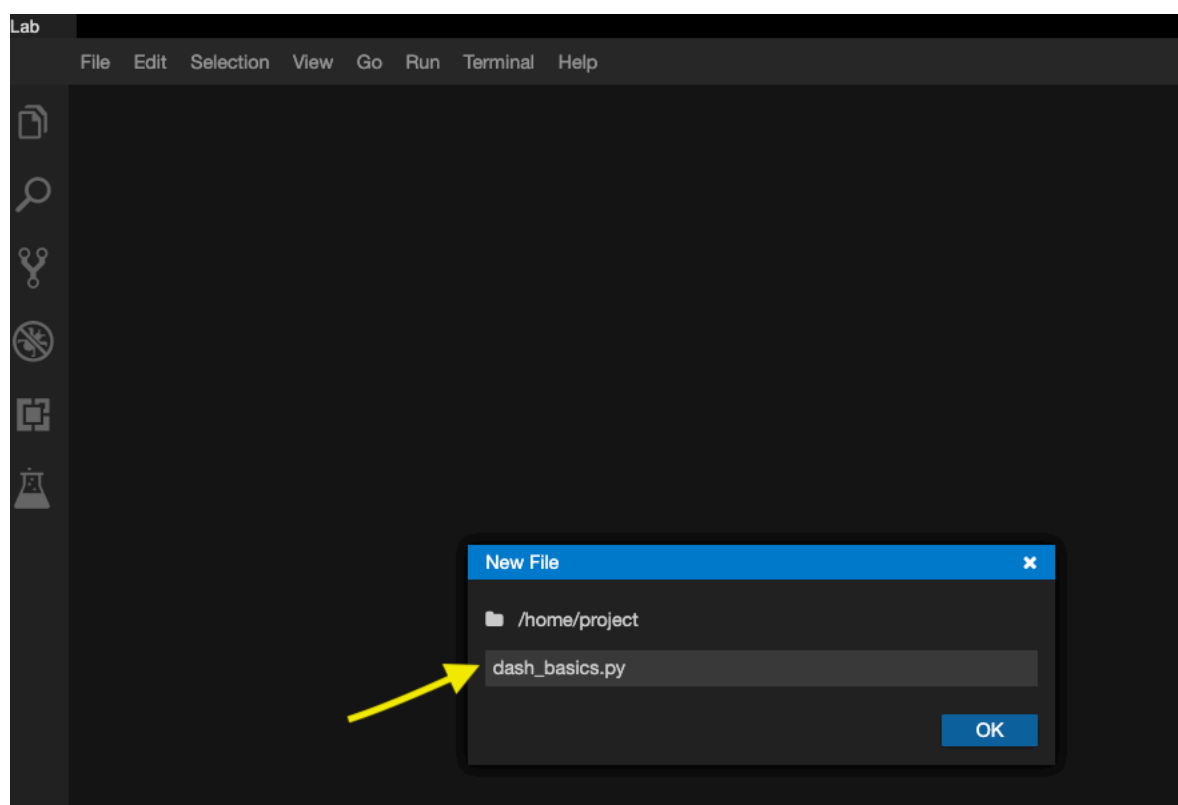 Lab
File Edit Selection View Go Run Terminal Help
New File
/home/project
dash_basics.py
OK